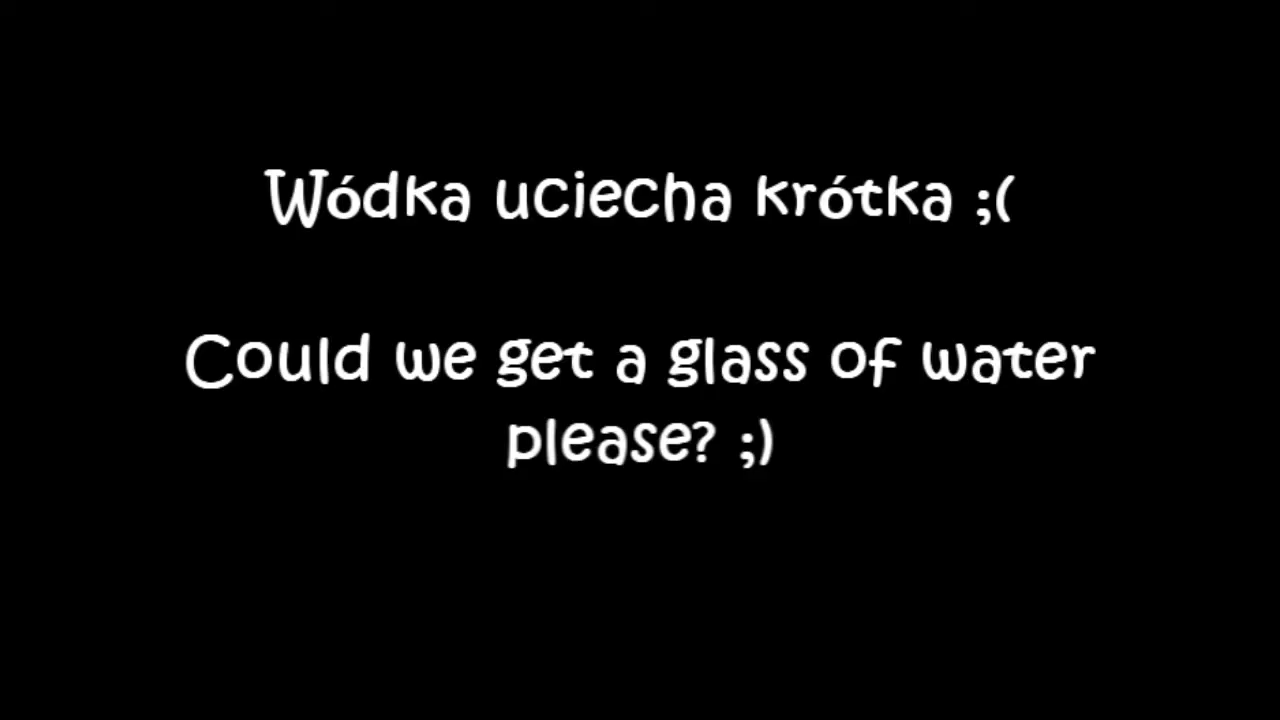 Wódka uciecha krótka ;(
Could we get a glass of water
please? ;)